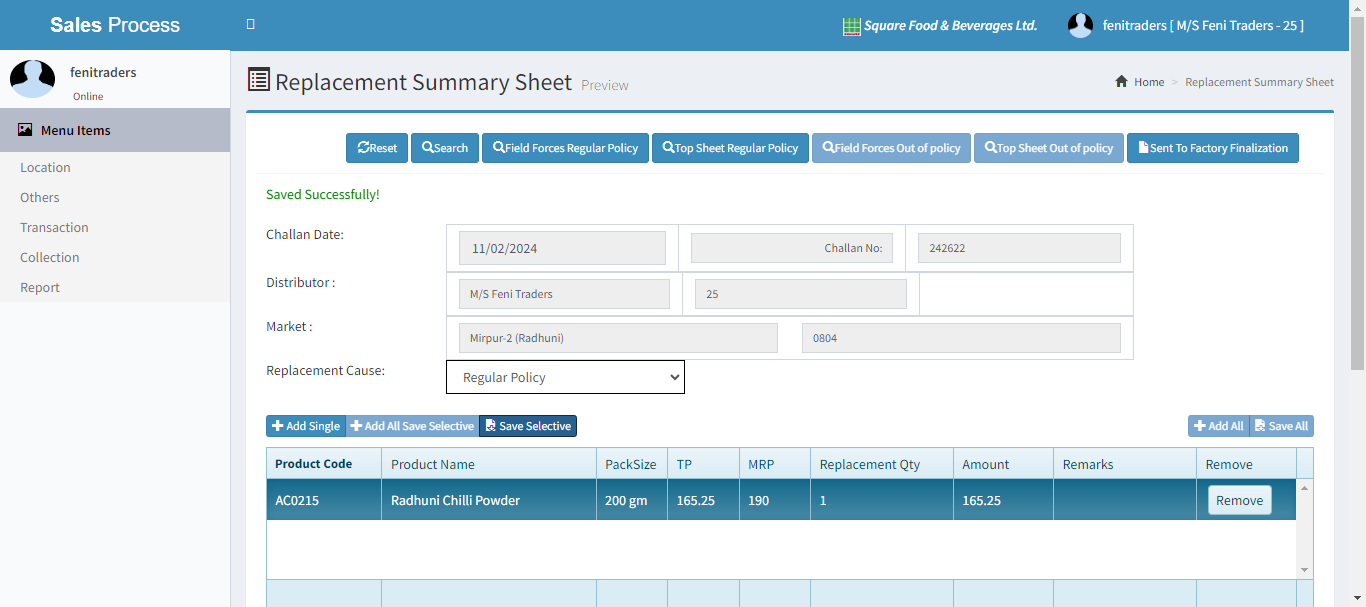 Sales Process
Square Food & Beverages Ltd.
fenitraders [ M/S Feni Traders - 25 ]
fenitraders
Online
Menu Items
Location
Others
Transaction
Collection
Report
Replacement Summary Sheet Preview
Home > Replacement Summary Sheet
Reset Search Field Forces Regular Policy Top Sheet Regular Policy Field Forces Out of policy Top Sheet Out of policy Sent To Factory Finalization
Saved Successfully!
Challan Date: 11/02/2024 Challan No: 242622
Distributor : M/S Feni Traders 25
Market : Mirpur-2 (Radhuni) 0804
Replacement Cause: Regular Policy
Add Single Add All Save Selective Save Selective Add All Save All
Product Code Product Name PackSize TP MRP Replacement Qty Amount Remarks Remove
AC0215 Radhuni Chilli Powder 200 gm 165.25 190 1 165.25 Remove